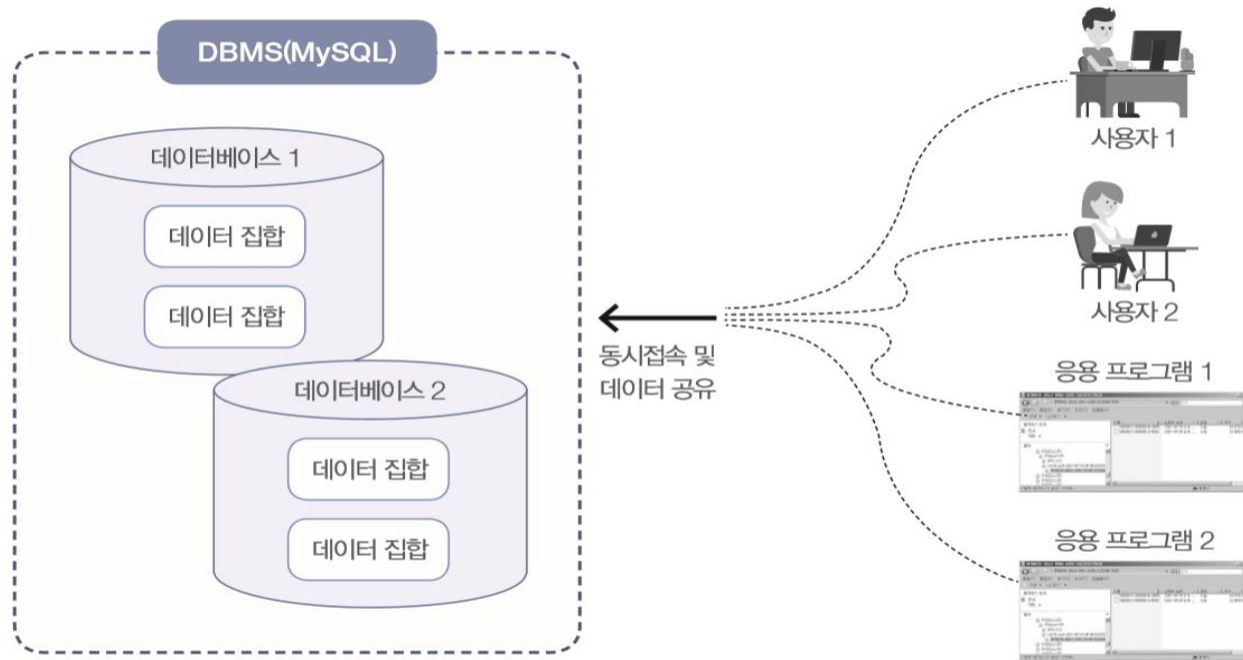 DBMS(MySQL)
데이터베이스 1
데이터 집합
데이터 집합
데이터베이스 2
데이터 집합
데이터 집합
동시접속 및
데이터 공유
사용자 1
사용자 2
응용 프로그램 1
응용 프로그램 2